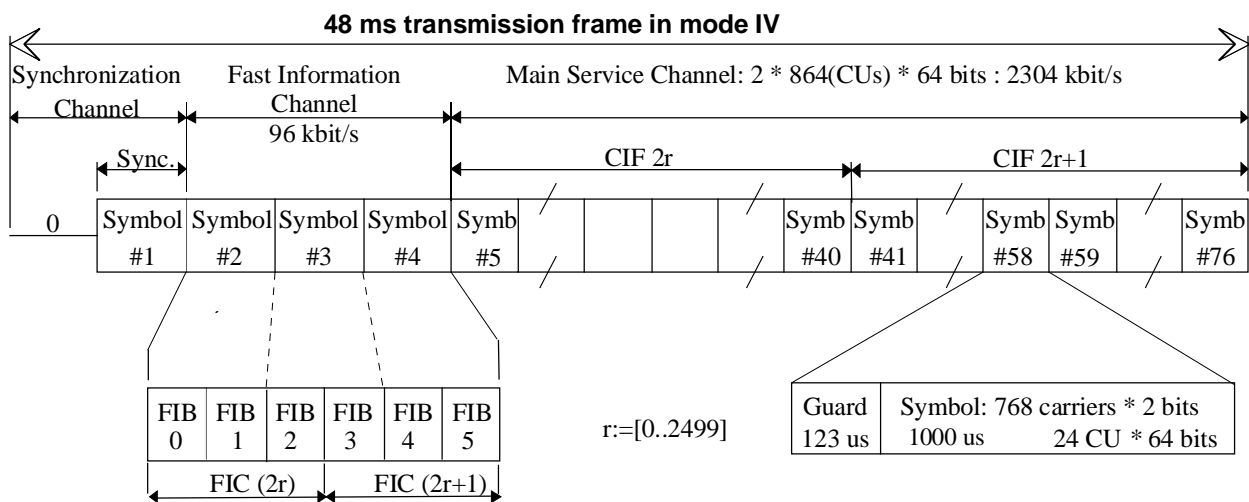 48 ms transmission frame in mode IV
Synchronization
Channel
Fast Information
Channel
96 kbit/s
Main Service Channel: 2 * 864(CUs) * 64 bits : 2304 kbit/s
Sync.
CIF 2r
CIF 2r+1
0
Symbol
#1
Symbol
#2
Symbol
#3
Symbol
#4
Symb
#5
Symb
#40
Symb
#41
Symb
#58
Symb
#59
Symb
#76
FIB
0
FIB
1
FIB
2
FIB
3
FIB
4
FIB
5
FIC (2r)
FIC (2r+1)
r:=[0..2499]
Guard
123 us
Symbol: 768 carriers * 2 bits
1000 us
24 CU * 64 bits